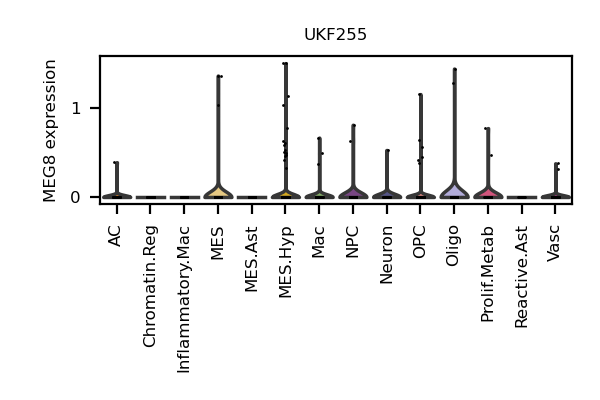 UKF255
MEG8 expression
1
0
AC
Chromatin.Reg
Inflammatory.Mac
MES
MES.Ast
MES.Hyp
Mac
NPC
Neuron
OPC
Oligo
Prolif.Metab
Reactive.Ast
Vasc